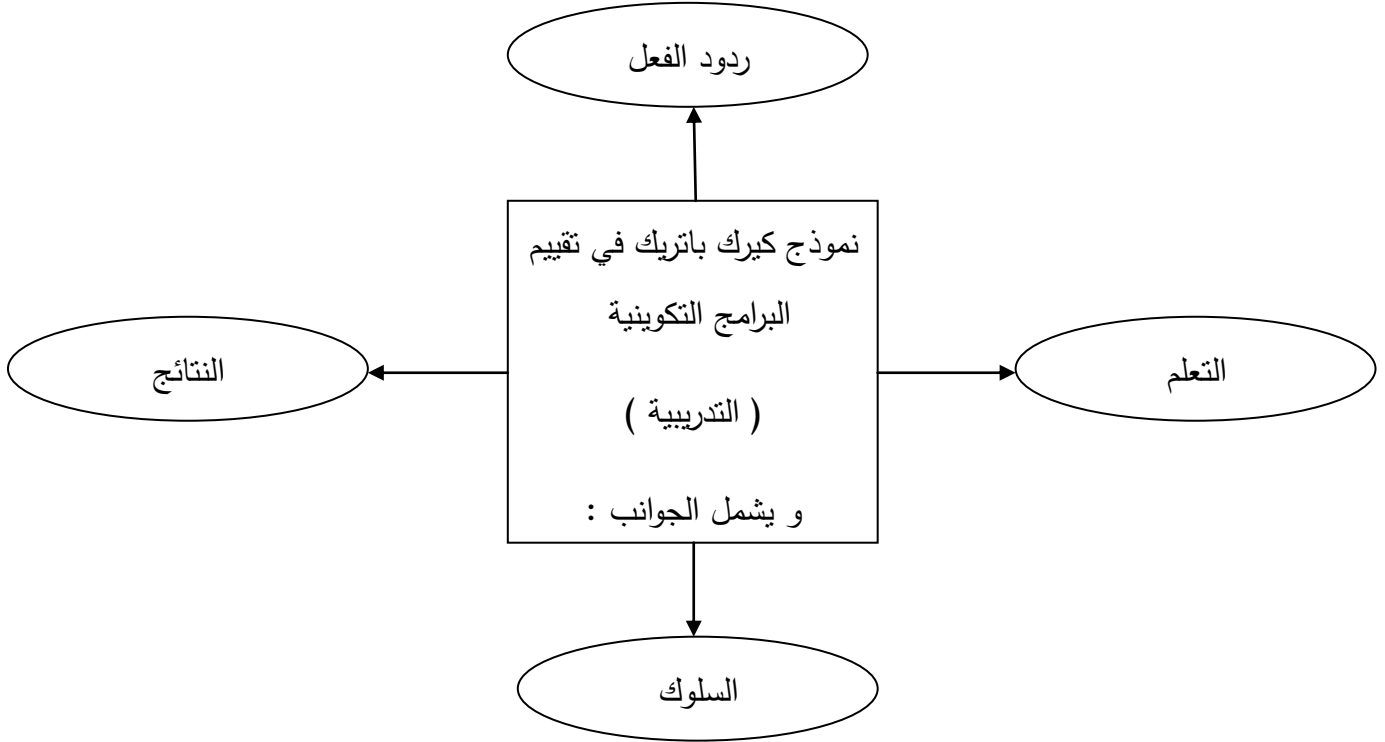 ردود الفعل
نموذج كيرك باتريك في تقييم
البرامج التكوينية
( التدريبية )
و يشمل الجوانب :
التعلم
النتائج
السلوك